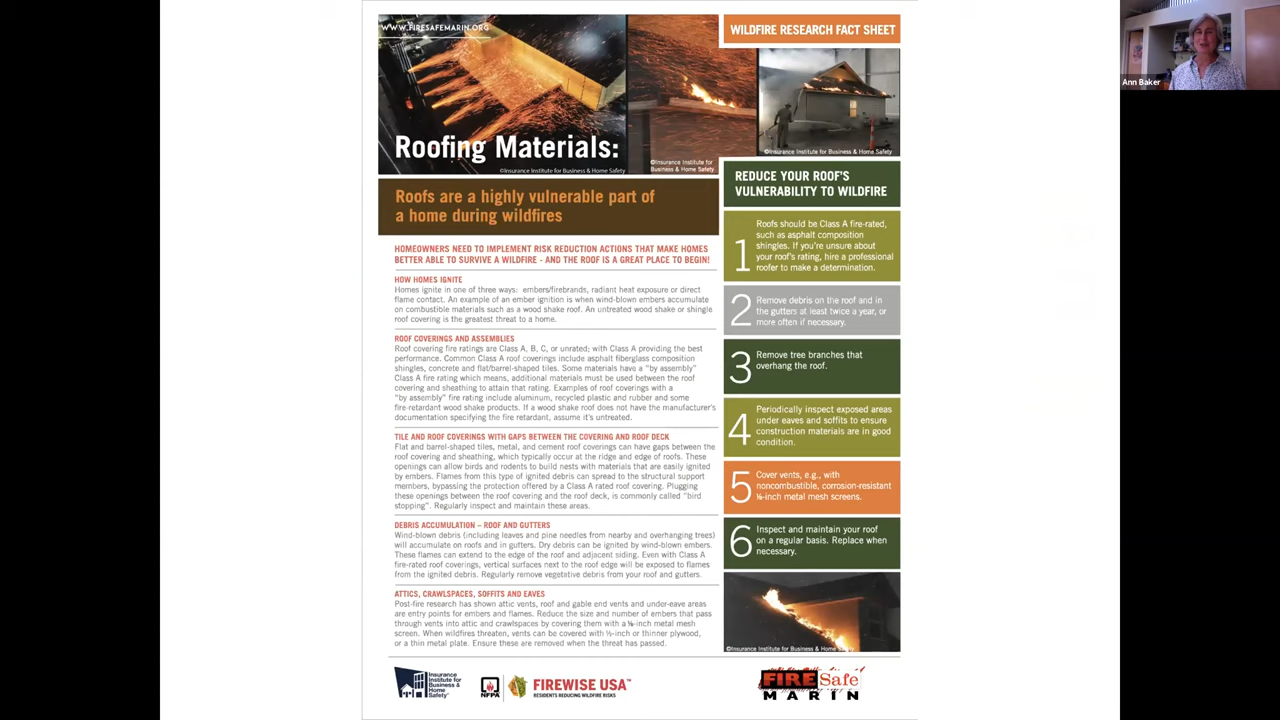 WWW.FIRESAFEMARIN.ORG
Roofing Materials:
©Insurance Institute for Business & Home Safety
©Insurance Institute for
Business & Home Safety
WILDFIRE RESEARCH FACT SHEET
©Insurance Institute for Business & Home Safety
Ann Baker
Roofs are a highly vulnerable part of
a home during wildfires
HOMEOWNERS NEED TO IMPLEMENT RISK REDUCTION ACTIONS THAT MAKE HOMES
BETTER ABLE TO SURVIVE A WILDFIRE - AND THE ROOF IS A GREAT PLACE TO BEGIN!
HOW HOMES IGNITE
Homes ignite in one of three ways: embers/firebrands, radiant heat exposure or direct
flame contact. An example of an ember ignition is when wind-blown embers accumulate
on combustible materials such as a wood shake roof. An untreated wood shake or shingle
roof covering is the greatest threat to a home.
ROOF COVERINGS AND ASSEMBLIES
Roof covering fire ratings are Class A, B, C, or unrated; with Class A providing the best
performance. Common Class A roof coverings include asphalt fiberglass composition
shingles, concrete and flat/barrel-shaped tiles. Some materials have a "by assembly"
Class A fire rating which means, additional materials must be used between the roof
covering and sheathing to attain that rating. Examples of roof coverings with a
"by assembly" fire rating include aluminum, recycled plastic and rubber and some
fire-retardant wood shake products. If a wood shake roof does not have the manufacturer's
documentation specifying the fire retardant, assume it's untreated.
TILE AND ROOF COVERINGS WITH GAPS BETWEEN THE COVERING AND ROOF DECK
Flat and barrel-shaped tiles, metal, and cement roof coverings can have gaps between the
roof covering and sheathing, which typically occur at the ridge and edge of roofs. These
openings can allow birds and rodents to build nests with materials that are easily ignited
by embers. Flames from this type of ignited debris can spread to the structural support
members, bypassing the protection offered by a Class A rated roof covering. Plugging
these openings between the roof covering and the roof deck, is commonly called "bird
stopping". Regularly inspect and maintain these areas.
DEBRIS ACCUMULATION – ROOF AND GUTTERS
Wind-blown debris (including leaves and pine needles from nearby and overhanging trees)
will accumulate on roofs and in gutters. Dry debris can be ignited by wind-blown embers.
These flames can extend to the edge of the roof and adjacent siding. Even with Class A
fire-rated roof coverings, vertical surfaces next to the roof edge will be exposed to flames
from the ignited debris. Regularly remove vegetative debris from your roof and gutters.
ATTICS, CRAWLSPACES, SOFFITS AND EAVES
Post-fire research has shown attic vents, roof and gable end vents and under-eave areas
are entry points for embers and flames. Reduce the size and number of embers that pass
through vents into attic and crawlspaces by covering them with a ⅛-inch metal mesh
screen. When wildfires threaten, vents can be covered with ½-inch or thinner plywood,
or a thin metal plate. Ensure these are removed when the threat has passed.
REDUCE YOUR ROOF'S
VULNERABILITY TO WILDFIRE
1
Roofs should be Class A fire-rated,
such as asphalt composition
shingles. If you're unsure about
your roof's rating, hire a professional
roofer to make a determination.
2
Remove debris on the roof and in
the gutters at least twice a year, or
more often if necessary.
3
Remove tree branches that
overhang the roof.
4
Periodically inspect exposed areas
under eaves and soffits to ensure
construction materials are in good
condition.
5
Cover vents, e.g., with
noncombustible, corrosion-resistant
⅛-inch metal mesh screens.
6
Inspect and maintain your roof
on a regular basis. Replace when
necessary.
©Insurance Institute for Business & Home Safety
Insurance
Institute for
Business &
Home
Safety
NFPA
FIREWISE USA™
RESIDENTS REDUCING WILDFIRE RISKS
FIRE Safe
MARIN